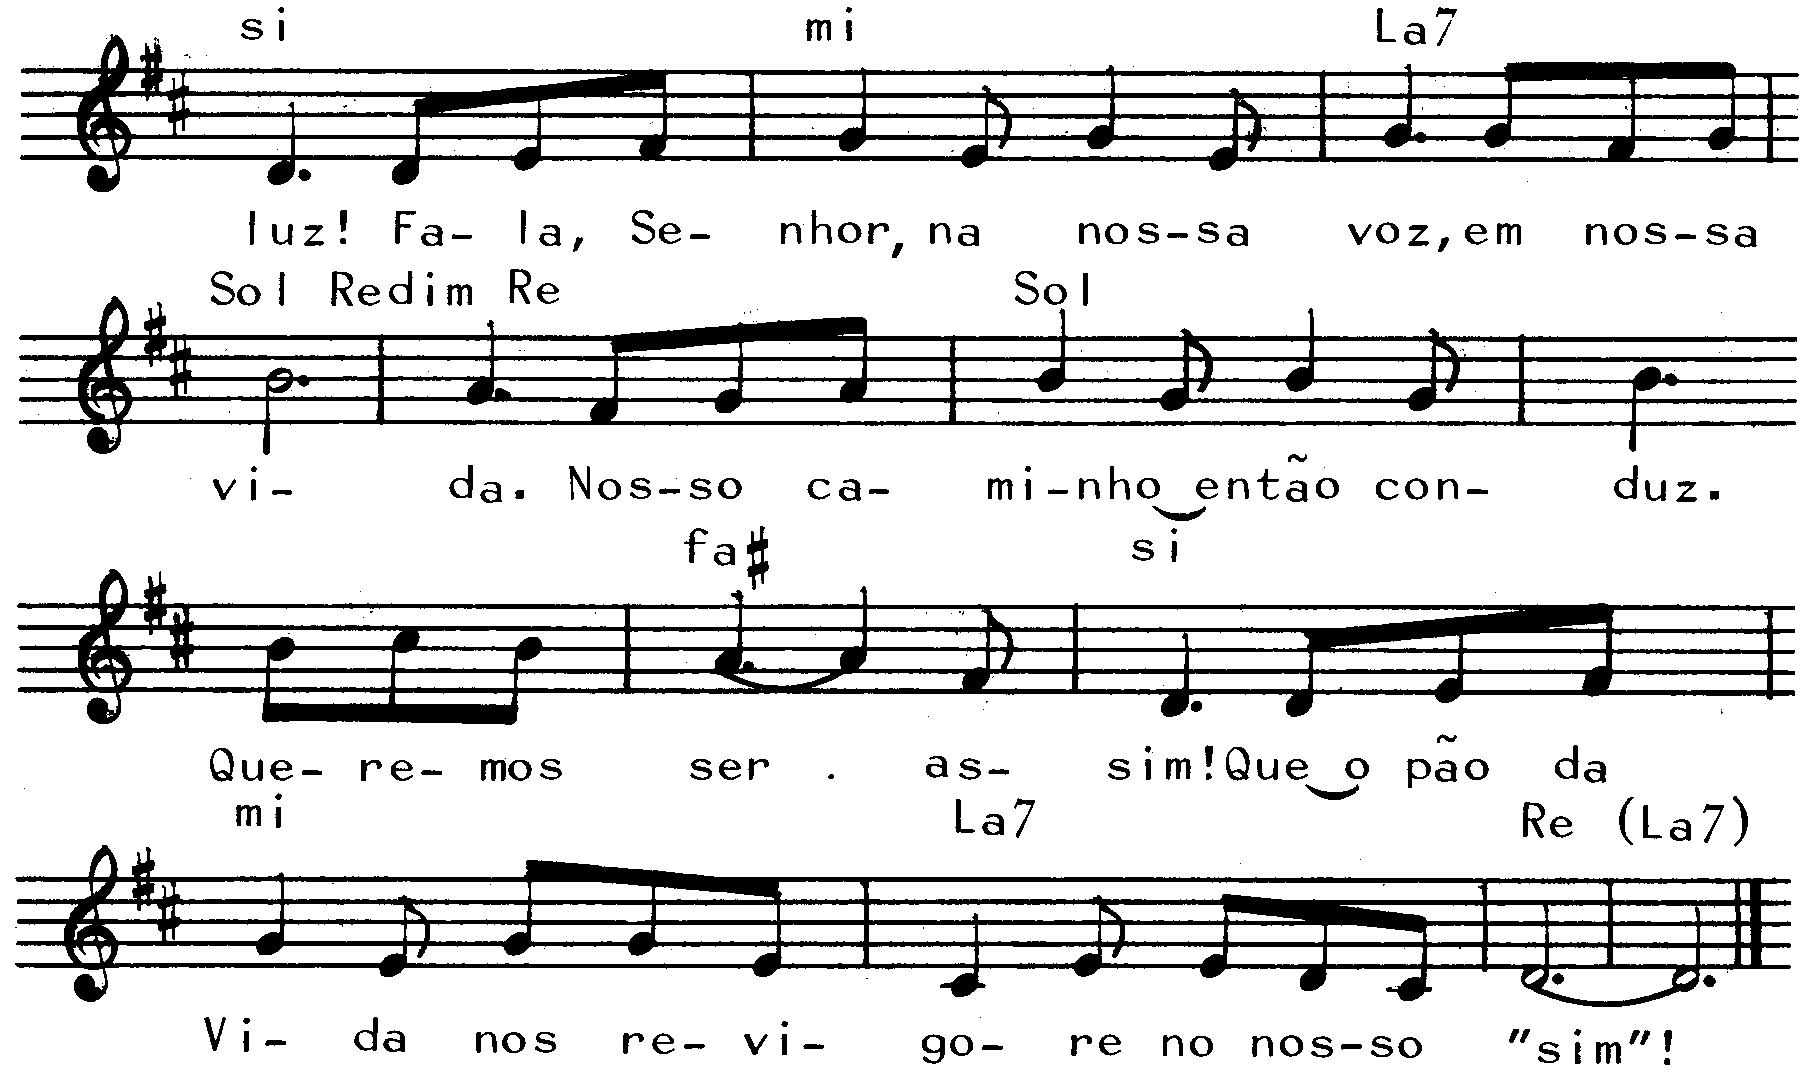 si mi La7
luz! Fa- la, Se- nhor, na nos-sa voz, em nos-sa
Sol Redim Re Sol
vi- da. Nos-so ca- mi-nho então con- duz.
fa# si
Que- re- mos ser . as- sim! Que o pão da
mi La7 Re (La7)
Vi- da nos re- vi- go- re no nos-so "sim"!